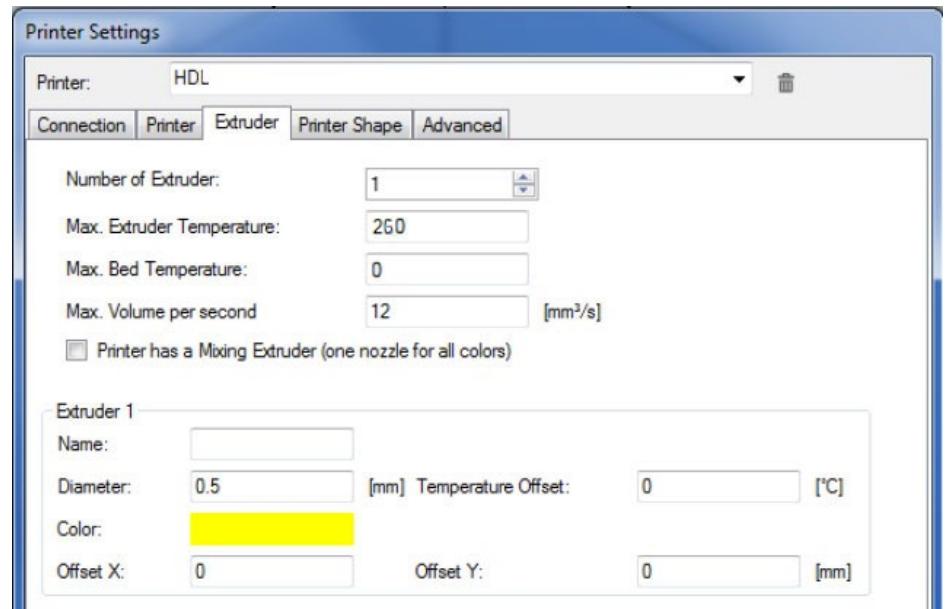 Printer Settings
Printer: HDL
Connection Printer Extruder Printer Shape Advanced
Number of Extruder: 1
Max. Extruder Temperature: 260
Max. Bed Temperature: 0
Max. Volume per second 12 [mm³/s]
Printer has a Mixing Extruder (one nozzle for all colors)
Extruder 1
Name:
Diameter: 0.5 [mm] Temperature Offset: 0 [°C]
Color:
Offset X: 0 Offset Y: 0 [mm]